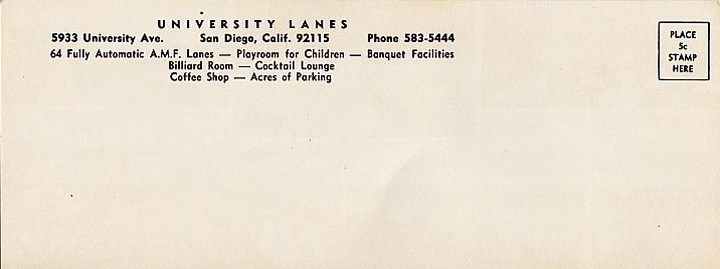 UNIVERSITY LANES
5933 University Ave. San Diego, Calif. 92115 Phone 583-5444
64 Fully Automatic A.M.F. Lanes — Playroom for Children — Banquet Facilities
Billiard Room — Cocktail Lounge
Coffee Shop — Acres of Parking
PLACE
5c
STAMP
HERE